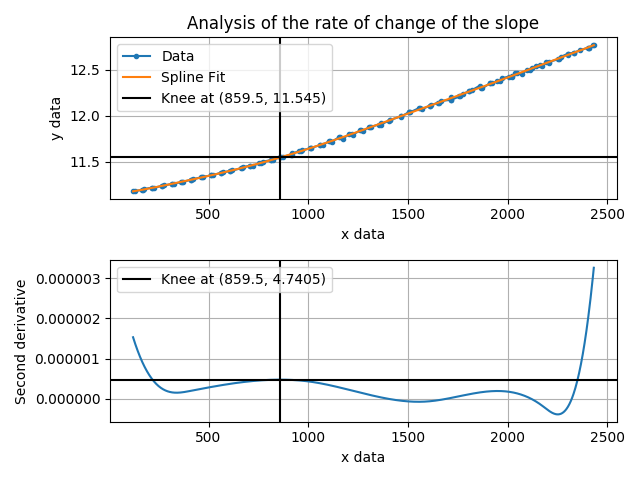 Analysis of the rate of change of the slope
y data
12.5
12.0
11.5
Data
Spline Fit
Knee at (859.5, 11.545)
500
1000
1500
2000
2500
x data
Second derivative
0.000003
0.000002
0.000001
0.000000
Knee at (859.5, 4.7405)
500
1000
1500
2000
2500
x data